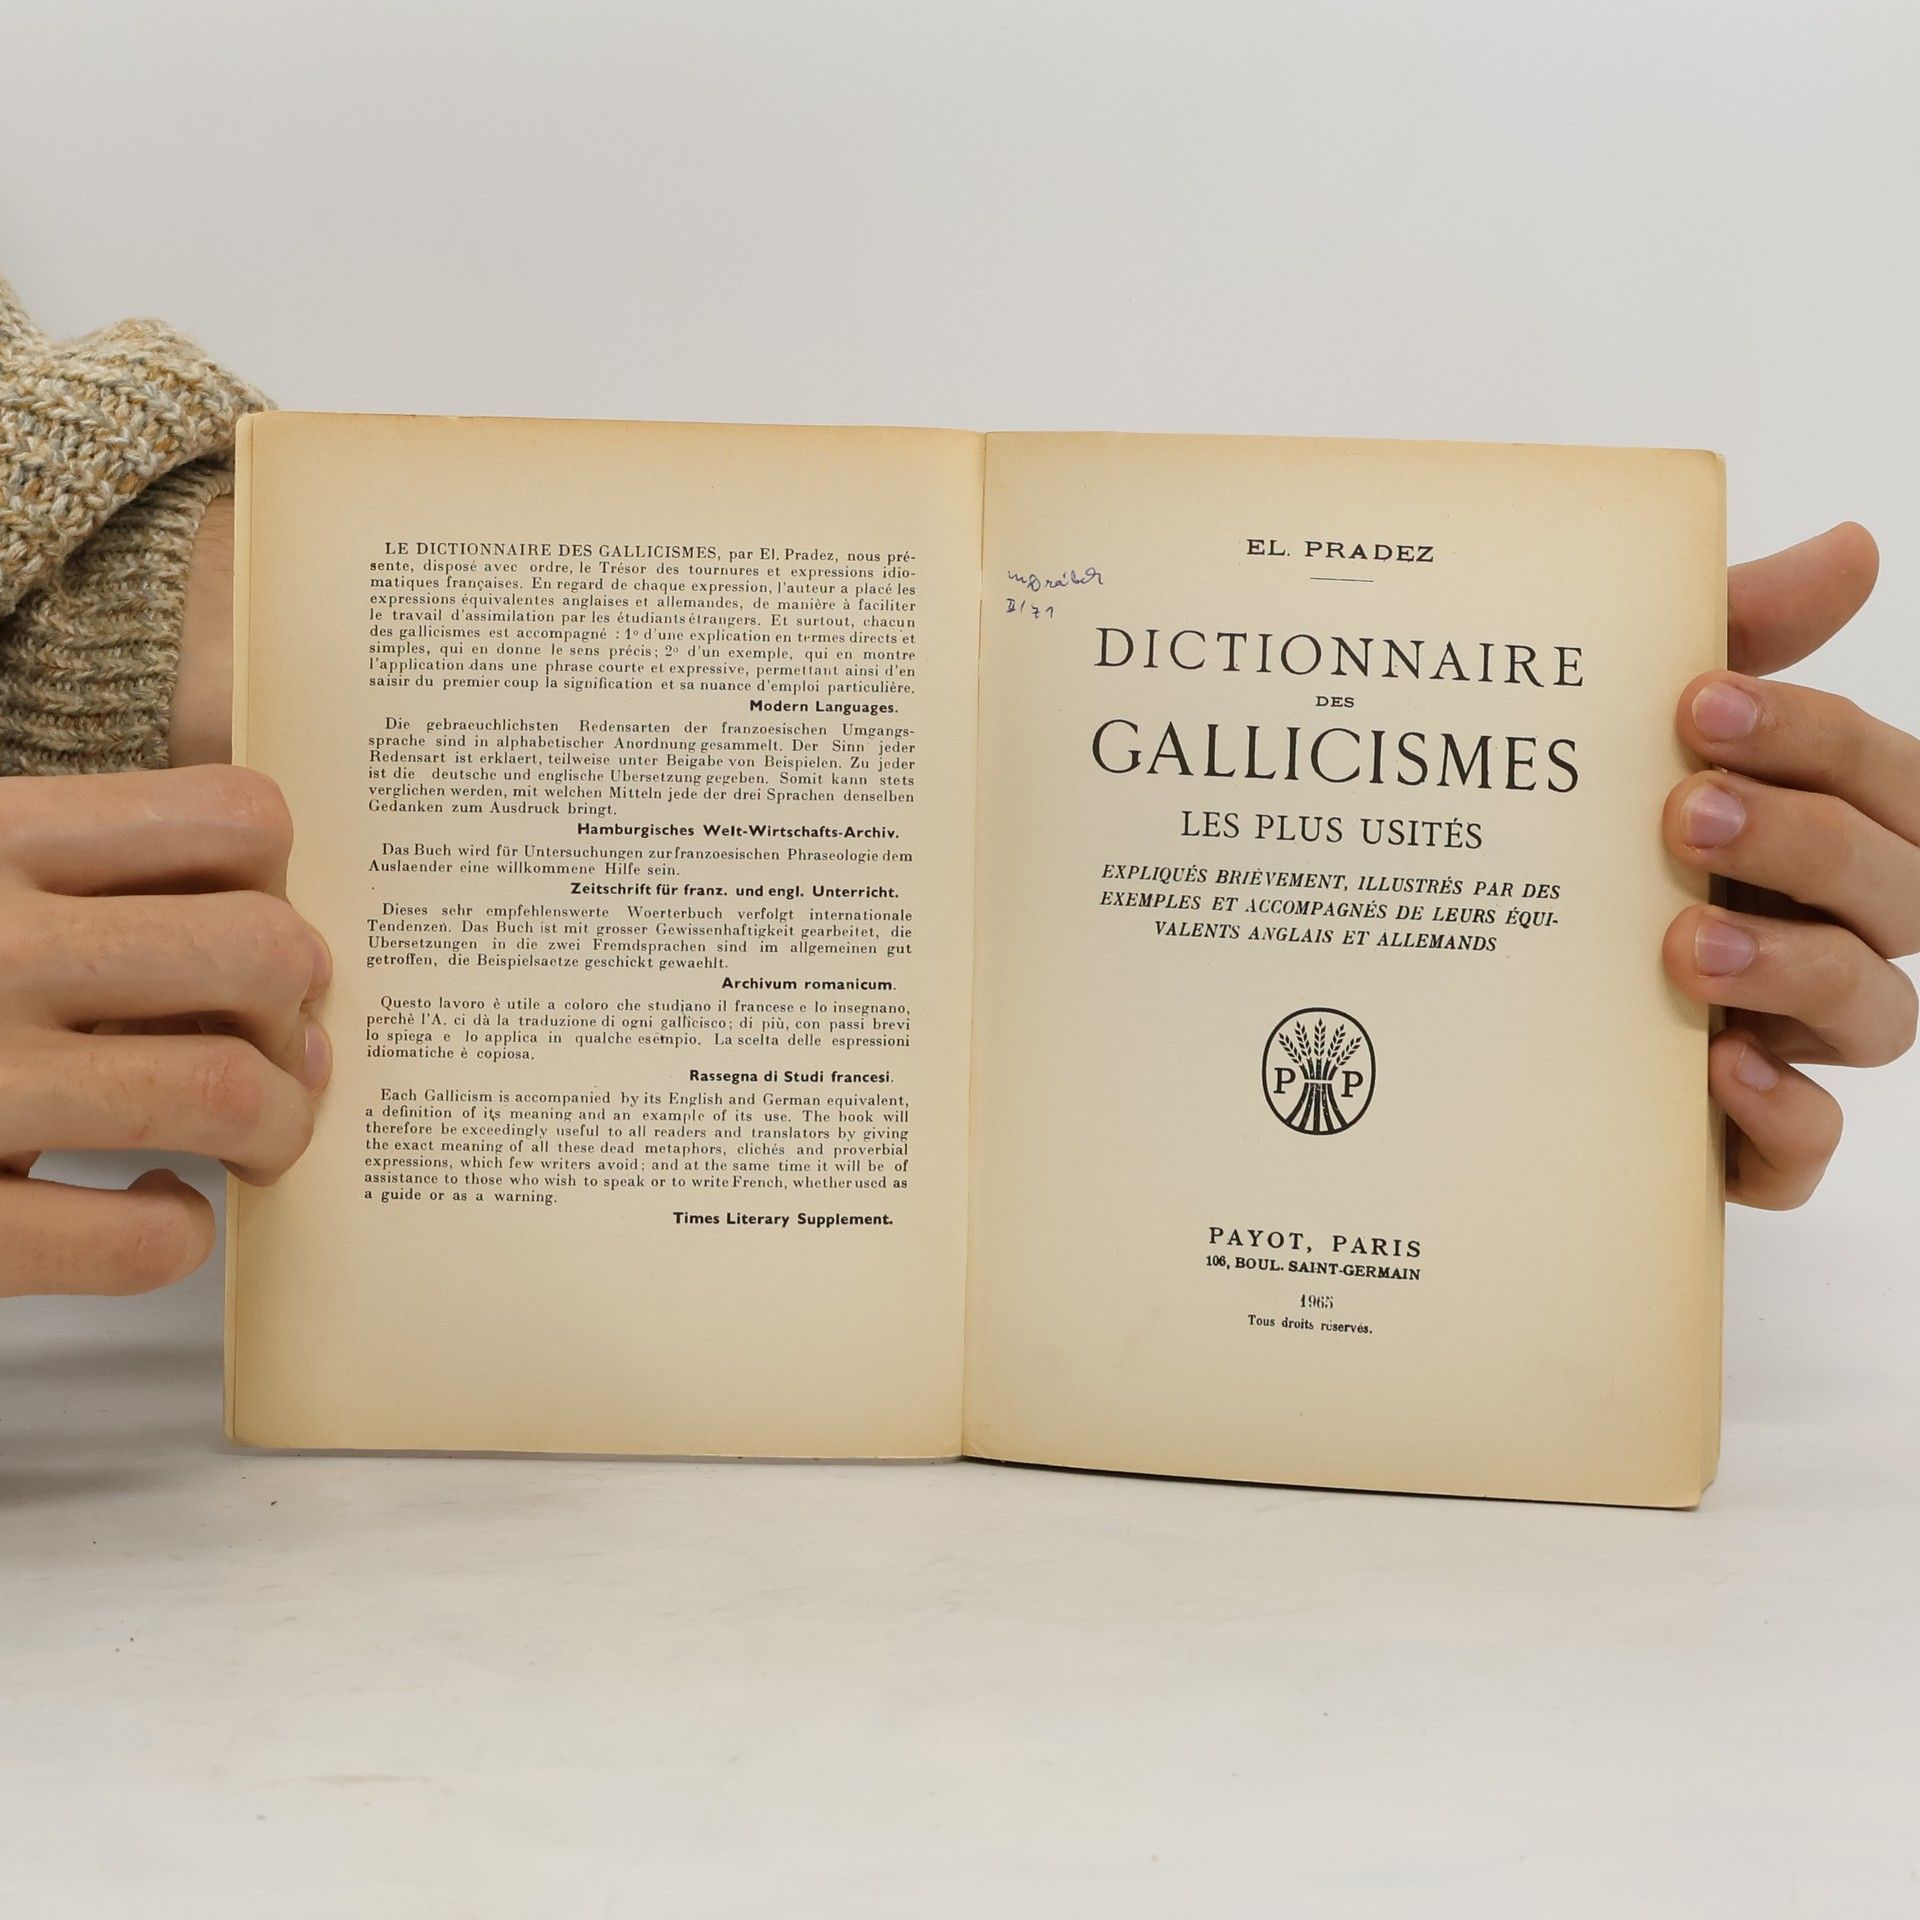 LE DICTIONNAIRE DES GALLICISMES, par El. Pradez, nous pré-
sente, disposé avec ordre, le Trésor des tournures et expressions idio-
matiques françaises. En regard de chaque expression, l'auteur a placé les
expressions équivalentes anglaises et allemandes, de manière à faciliter
le travail d'assimilation par les étudiants étrangers. Et surtout, chacun
des gallicismes est accompagné : 1º d'une explication en termes directs et
simples, qui en donne le sens précis; 2º d'un exemple, qui en montre
l'application dans une phrase courte et expressive, permettant ainsi d'en
saisir du premier coup la signification et sa nuance d'emploi particulière.
Modern Languages.
Die gebraeuchlichsten Redensarten der franzoesischen Umgangs-
sprache sind in alphabetischer Anordnung gesammelt. Der Sinn jeder
Redensart ist erklaert, teilweise unter Beigabe von Beispielen. Zu jeder
ist die deutsche und englische Ubersetzung gegeben. Somit kann stets
verglichen werden, mit welchen Mitteln jede der drei Sprachen denselben
Gedanken zum Ausdruck bringt.
Hamburgisches Welt-Wirtschafts-Archiv.
Das Buch wird für Untersuchungen zur franzoesischen Phraseologie dem
Auslaender eine willkommene Hilfe sein.
Zeitschrift für franz. und engl. Unterricht.
Dieses sehr empfehlenswerte Woerterbuch verfolgt internationale
Tendenzen. Das Buch ist mit grosser Gewissenhaftigkeit gearbeitet, die
Ubersetzungen in die zwei Fremdsprachen sind im allgemeinen gut
getroffen, die Beispielsaetze geschickt gewaehlt.
Archivum romanicum.
Questo lavoro è utile a coloro che studiano il francese e lo insegnano,
perchè l'A. ci dà la traduzione di ogni gallicisco; di più, con passi brevi
lo spiega e lo applica in qualche esempio. La scelta delle espressioni
idiomatiche è copiosa.
Rassegna di Studi francesi.
Each Gallicism is accompanied by its English and German equivalent,
a definition of its meaning and an example of its use. The book will
therefore be exceedingly useful to all readers and translators by giving
the exact meaning of all these dead metaphors, clichés and proverbial
expressions, which few writers avoid; and at the same time it will be of
assistance to those who wish to speak or to write French, whether used as
a guide or as a warning.
Times Literary Supplement.
EL. PRADEZ
II/71
DICTIONNAIRE
DES
GALLICISMES
LES PLUS USITÉS
EXPLIQUÉS BRIÈVEMENT, ILLUSTRÉS PAR DES
EXEMPLES ET ACCOMPAGNÉS DE LEURS ÉQUI-
VALENTS ANGLAIS ET ALLEMANDS
P P
PAYOT, PARIS
106, BOUL. SAINT-GERMAIN
1965
Tous droits réservés.